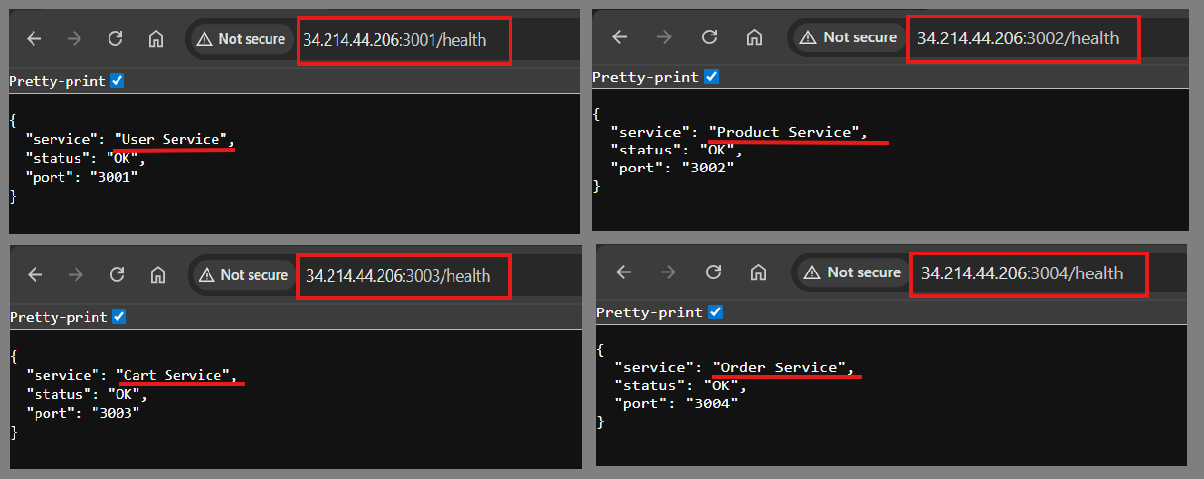 Not secure 34.214.44.206:3001/health
Pretty-print
{
"service": "User Service",
"status": "OK",
"port": "3001"
}
Not secure 34.214.44.206:3002/health
Pretty-print
{
"service": "Product Service",
"status": "OK",
"port": "3002"
}
Not secure 34.214.44.206:3003/health
Pretty-print
{
"service": "Cart Service",
"status": "OK",
"port": "3003"
}
Not secure 34.214.44.206:3004/health
Pretty-print
{
"service": "Order Service",
"status": "OK",
"port": "3004"
}